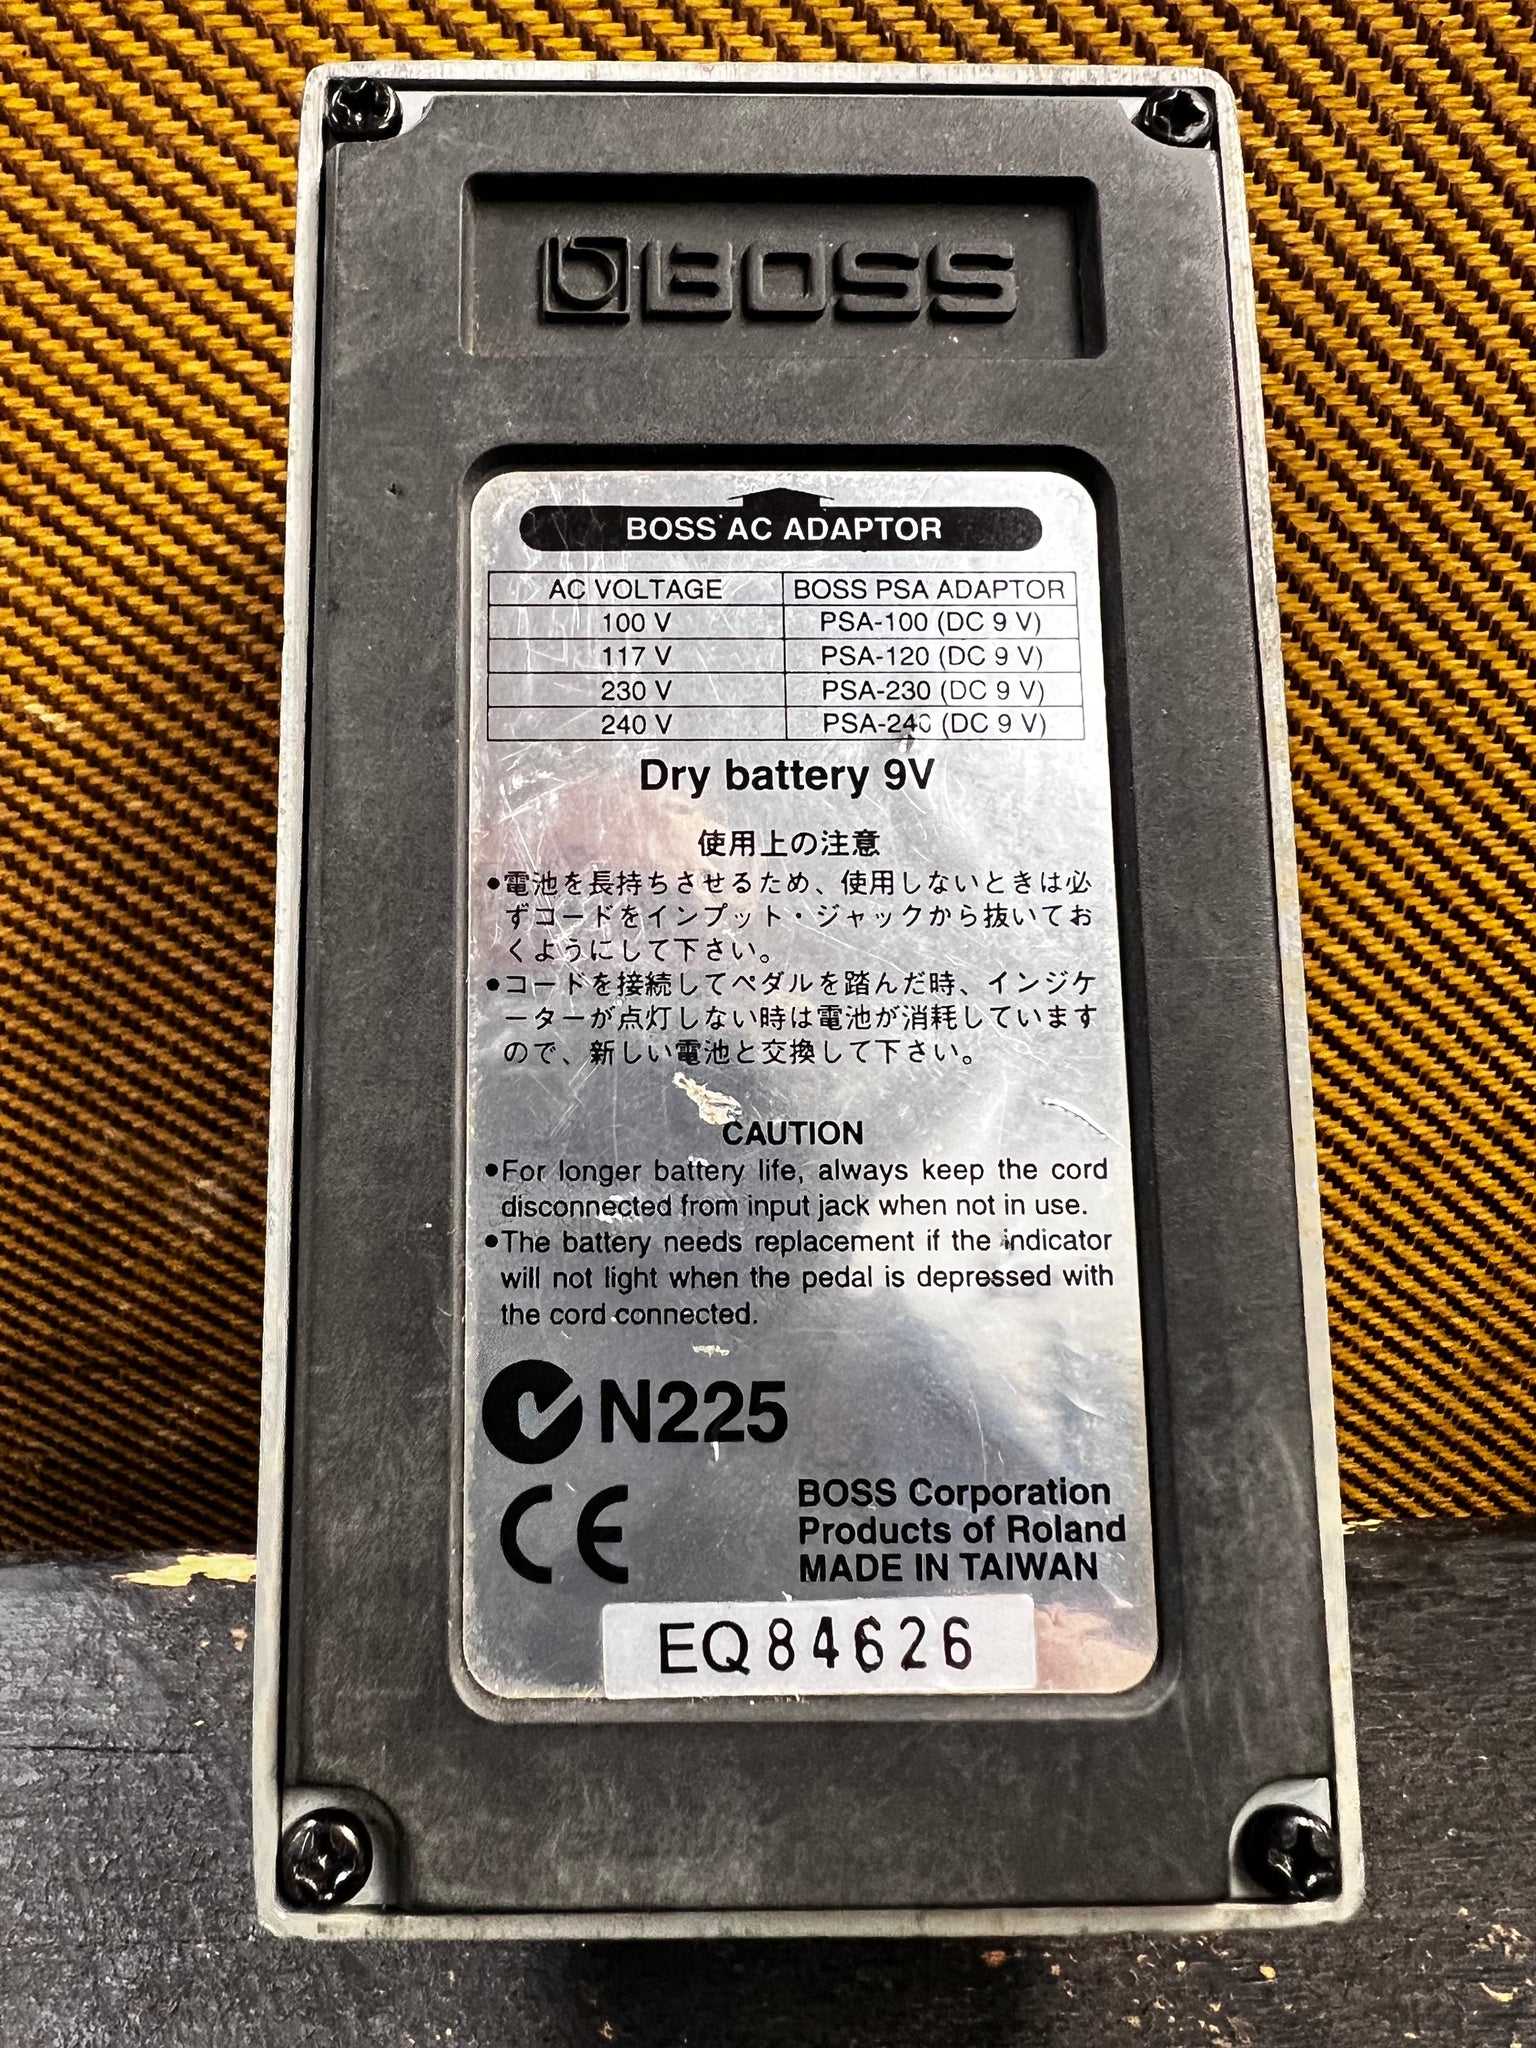 BOSS
BOSS AC ADAPTOR
AC VOLTAGE BOSS PSA ADAPTOR
100 V PSA-100 (DC 9 V)
117 V PSA-120 (DC 9 V)
230 V PSA-230 (DC 9 V)
240 V PSA-240 (DC 9 V)
Dry battery 9V
使用上の注意
●電池を長持ちさせるため、使用しないときは必
ずコードをインプット・ジャックから抜いてお
くようにして下さい。
●コードを接続してペダルを踏んだ時、インジケ
ーターが点灯しない時は電池が消耗しています
ので、新しい電池と交換して下さい。
CAUTION
●For longer battery life, always keep the cord
disconnected from input jack when not in use.
●The battery needs replacement if the indicator
will not light when the pedal is depressed with
the cord connected.
N225
CE
BOSS Corporation
Products of Roland
MADE IN TAIWAN
EQ84626